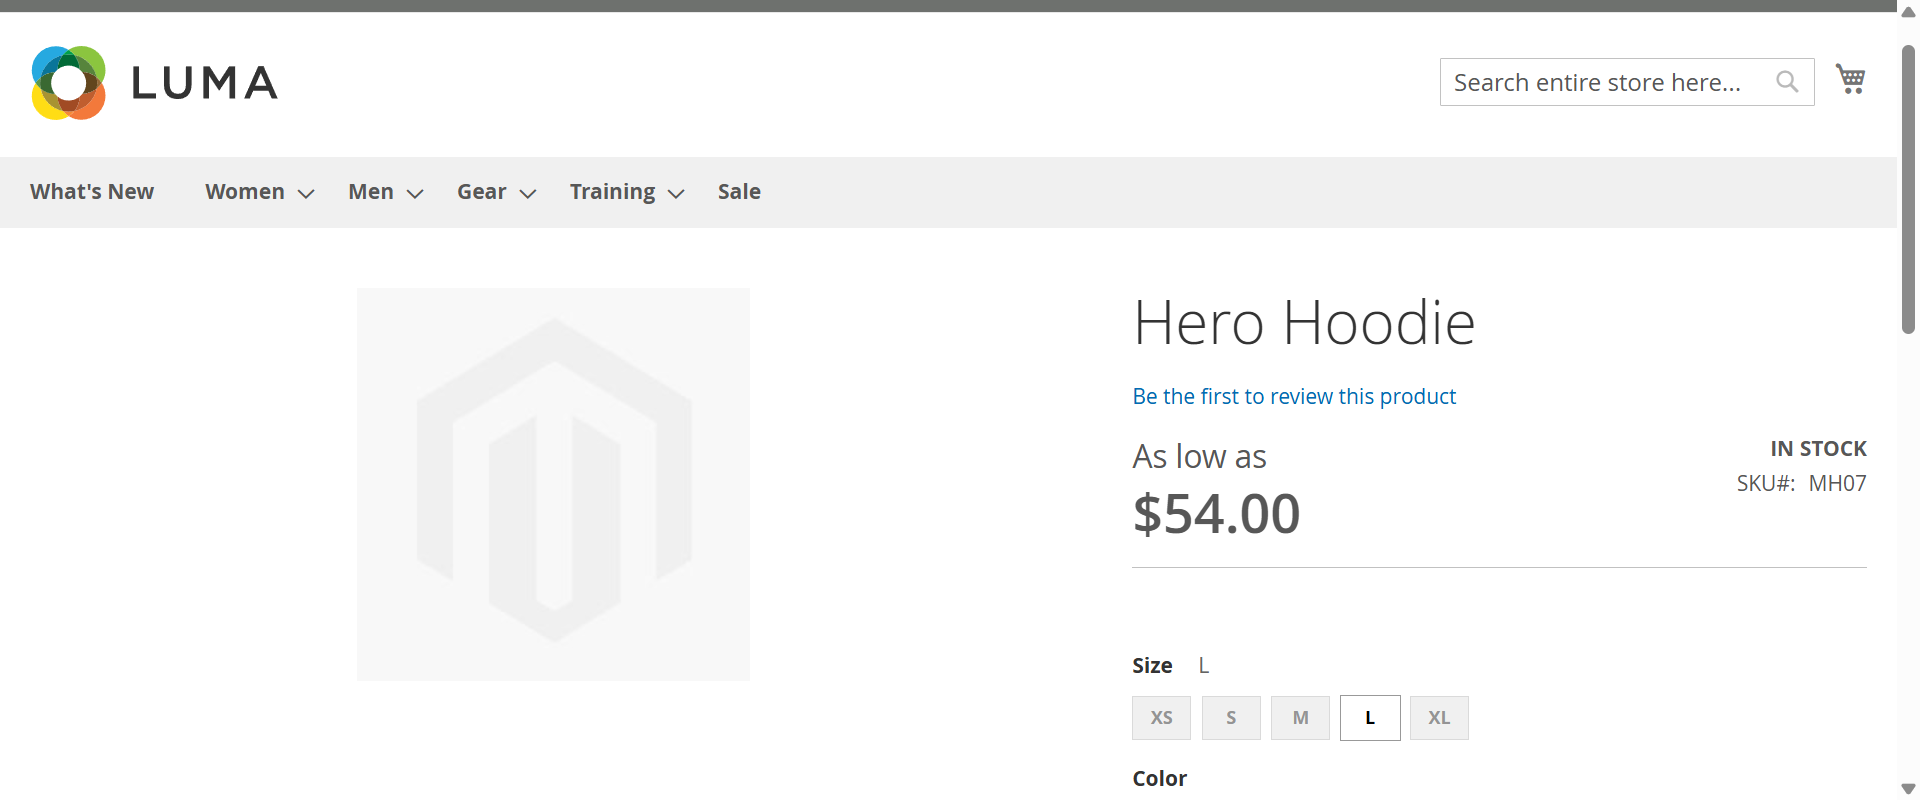 LUMA
Search entire store here...
What's New Women Men Gear Training Sale
Hero Hoodie
Be the first to review this product
As low as
$54.00
IN STOCK
SKU#: MH07
Size L
XS S M L XL
Color